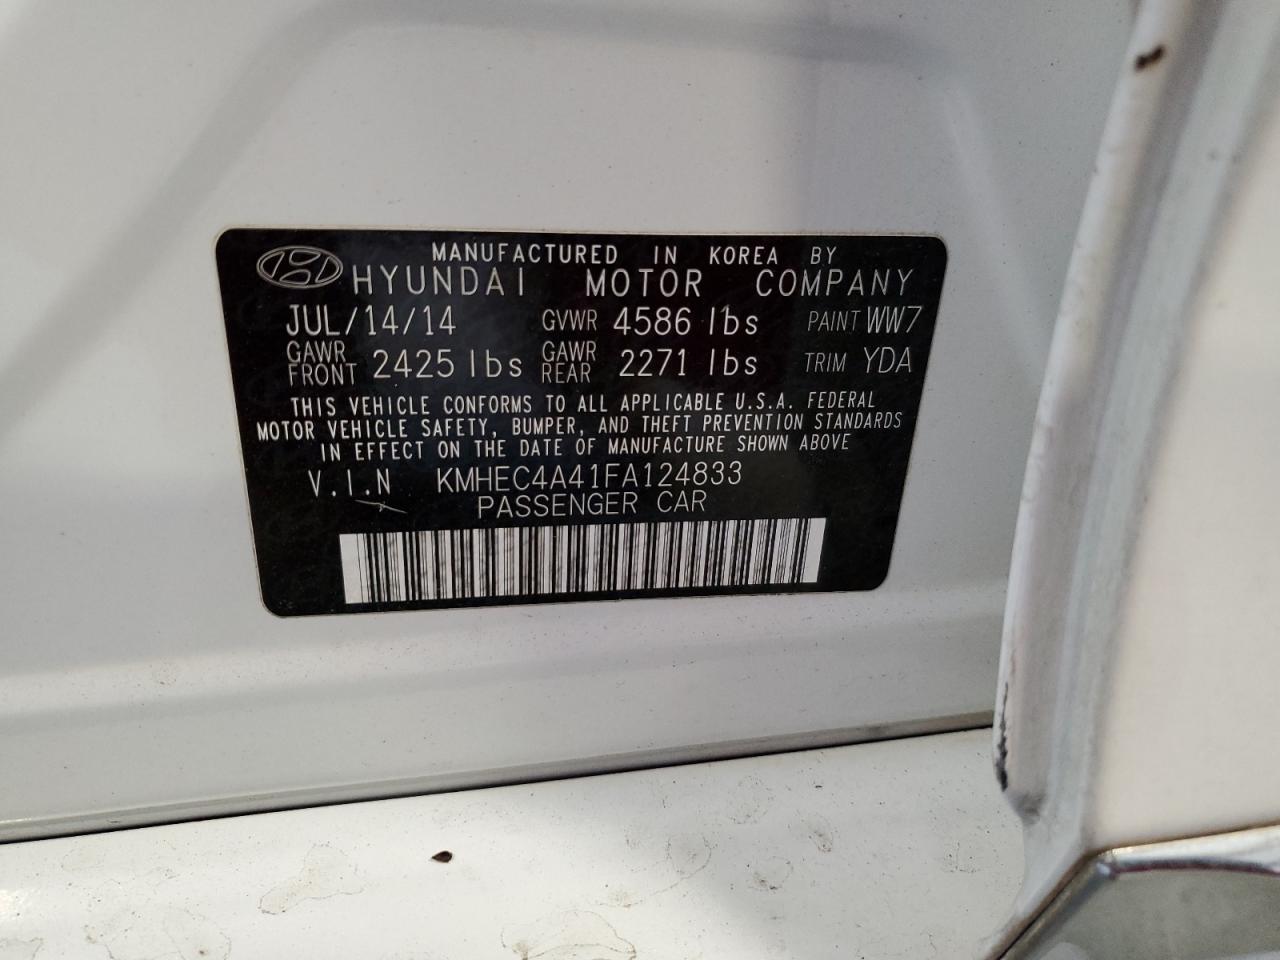 MANUFACTURED IN KOREA BY
HYUNDAI MOTOR COMPANY
JUL/14/14 GVWR 4586 lbs PAINT WW7
GAWR FRONT 2425 lbs GAWR REAR 2271 lbs TRIM YDA
THIS VEHICLE CONFORMS TO ALL APPLICABLE U.S.A. FEDERAL
MOTOR VEHICLE SAFETY, BUMPER, AND THEFT PREVENTION STANDARDS
IN EFFECT ON THE DATE OF MANUFACTURE SHOWN ABOVE
V.I.N KMHEC4A41FA124833
PASSENGER CAR